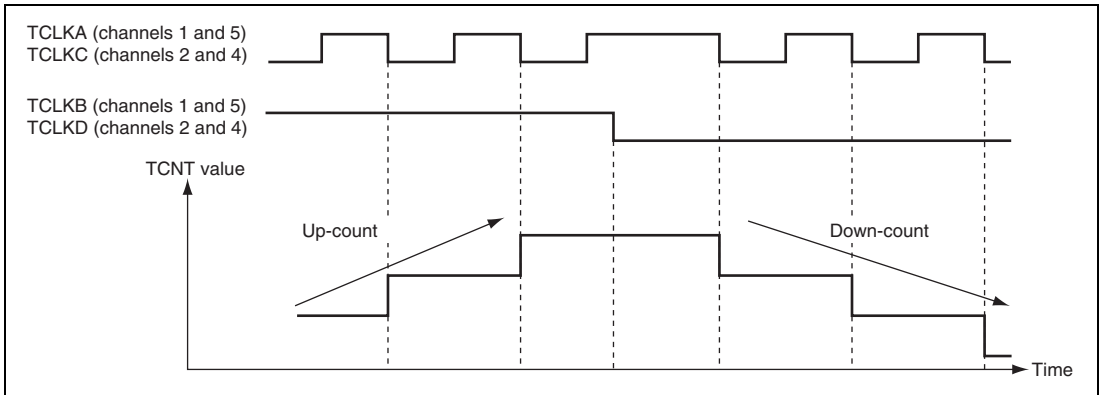 TCLKA (channels 1 and 5)
TCLKC (channels 2 and 4)
TCLKB (channels 1 and 5)
TCLKD (channels 2 and 4)
TCNT value
Up-count
Down-count
Time